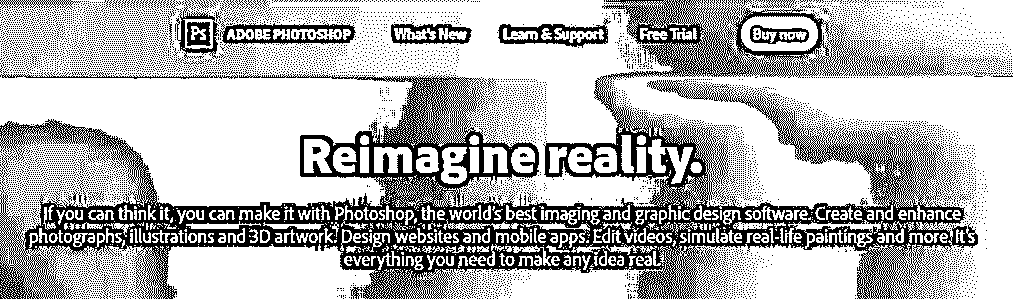 Ps ADOBE PHOTOSHOP What's New Learn & Support Free Trial Buy now
Reimagine reality.
If you can think it, you can make it with Photoshop, the world's best imaging and graphic design software. Create and enhance
photographs, illustrations and 3D artwork. Design websites and mobile apps. Edit videos, simulate real-life paintings and more. It's
everything you need to make any idea real.